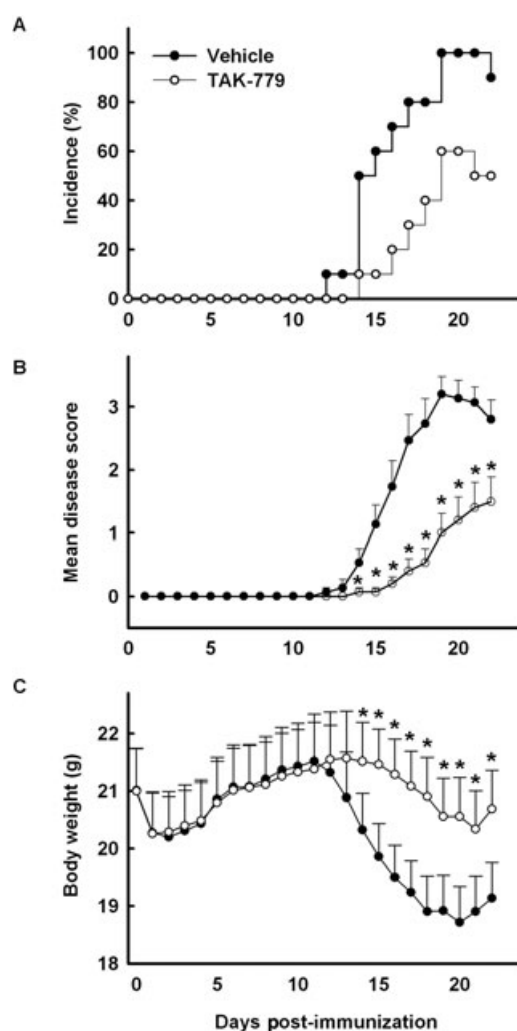 A
Vehicle
TAK-779
100
80
60
40
20
0
Incidence (%)
0 5 10 15 20
B
3
2
1
0
Mean disease score
* * * * * * * * *
0 5 10 15 20
C
22
21
20
19
18
Body weight (g)
* * * * * * * * *
0 5 10 15 20
Days post-immunization